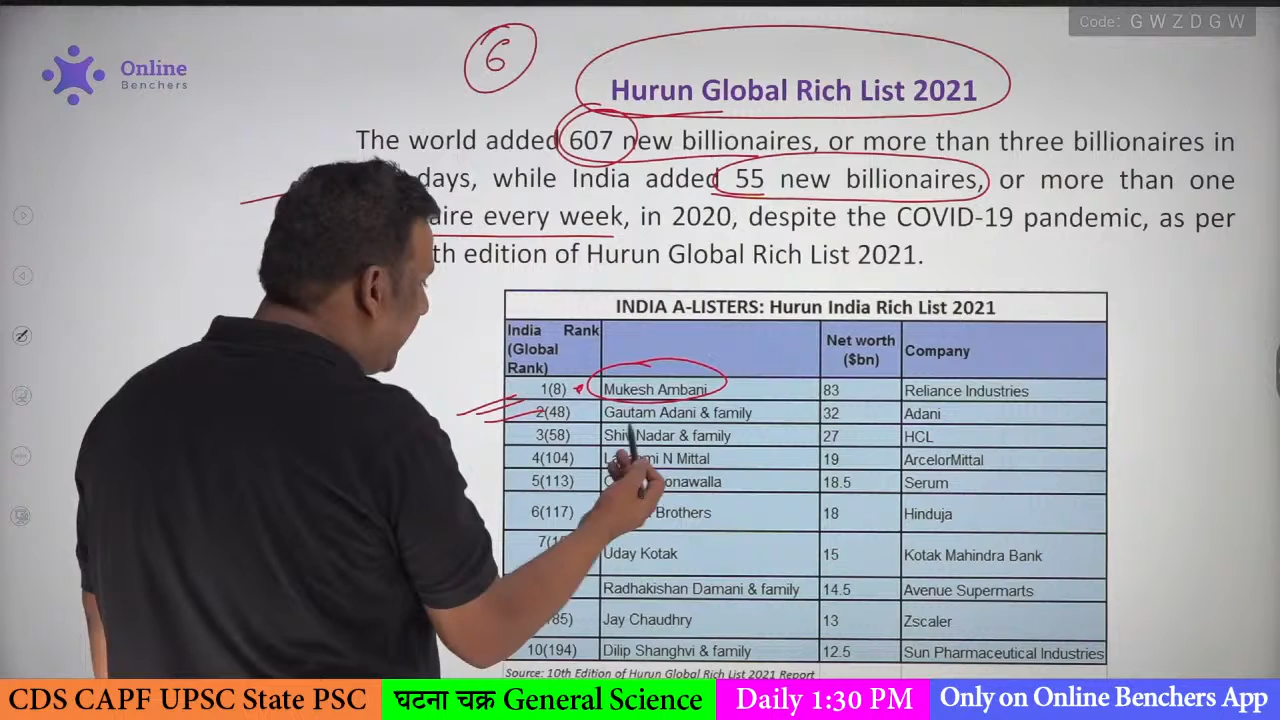 Code: G W Z D G W
Online
Benchers
6
Hurun Global Rich List 2021
The world added 607 new billionaires, or more than three billionaires in
days, while India added 55 new billionaires, or more than one
aire every week, in 2020, despite the COVID-19 pandemic, as per
th edition of Hurun Global Rich List 2021.
INDIA A-LISTERS: Hurun India Rich List 2021
India Rank (Global Rank) Net worth ($bn) Company
1(8) Mukesh Ambani 83 Reliance Industries
2(48) Gautam Adani & family 32 Adani
3(58) Shiv Nadar & family 27 HCL
4(104) N Mittal 19 ArcelorMittal
5(113) onawalla 18.5 Serum
6(117) Brothers 18 Hinduja
7(1 Uday Kotak 15 Kotak Mahindra Bank
Radhakishan Damani & family 14.5 Avenue Supermarts
85) Jay Chaudhry 13 Zscaler
10(194) Dilip Shanghvi & family 12.5 Sun Pharmaceutical Industries
Source: 10th Edition of Hurun Global Rich List 2021 Report
CDS CAPF UPSC State PSC घटना चक्र General Science Daily 1:30 PM Only on Online Benchers App